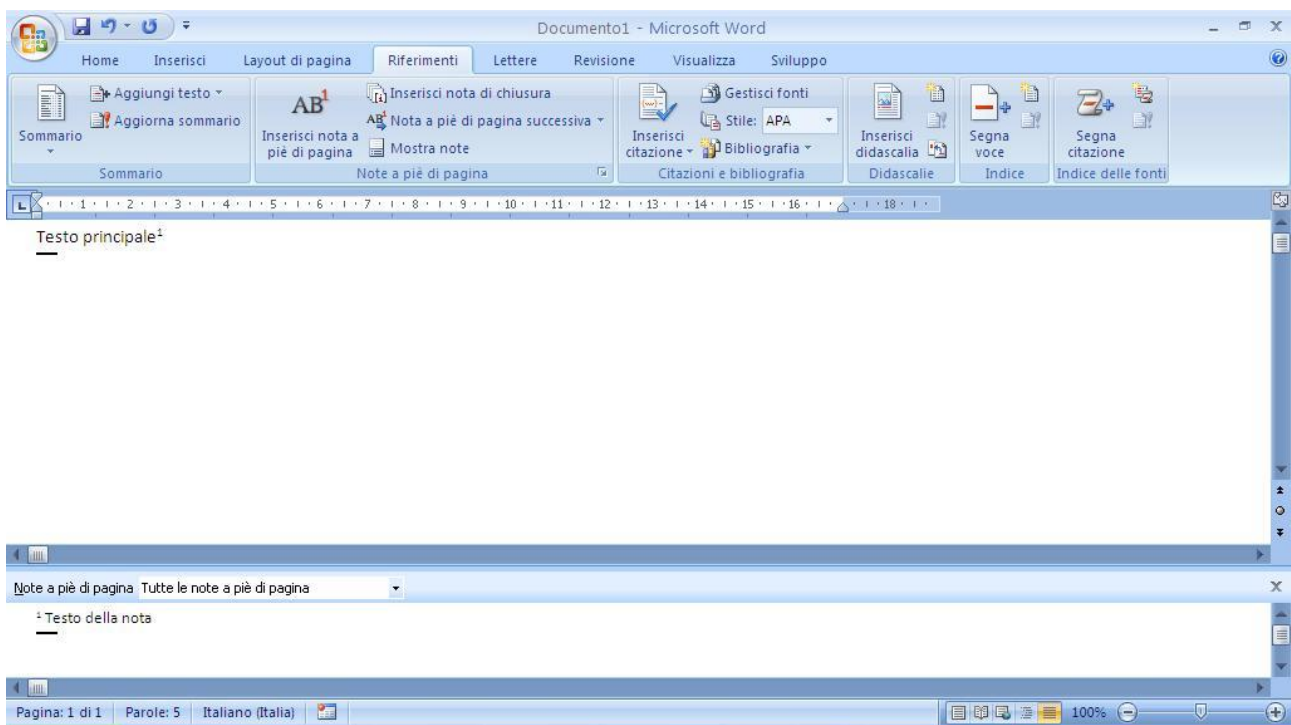 Documento1 - Microsoft Word
Home Inserisci Layout di pagina Riferimenti Lettere Revisione Visualizza Sviluppo
Sommario
Aggiungi testo
Aggiorna sommario
Sommario
AB1
Inserisci nota a
piè di pagina
Inserisci nota di chiusura
AB1 Nota a piè di pagina successiva
Mostra note
Note a piè di pagina
Inserisci
citazione
Gestisci fonti
Stile: APA
Bibliografia
Citazioni e bibliografia
Inserisci
didascalia
Didascalie
Segna
voce
Indice
Segna
citazione
Indice delle fonti
L 1 2 3 4 5 6 7 8 9 10 11 12 13 14 15 16 18
Testo principale1
Note a piè di pagina Tutte le note a piè di pagina
1 Testo della nota
Pagina: 1 di 1 Parole: 5 Italiano (Italia) 100%